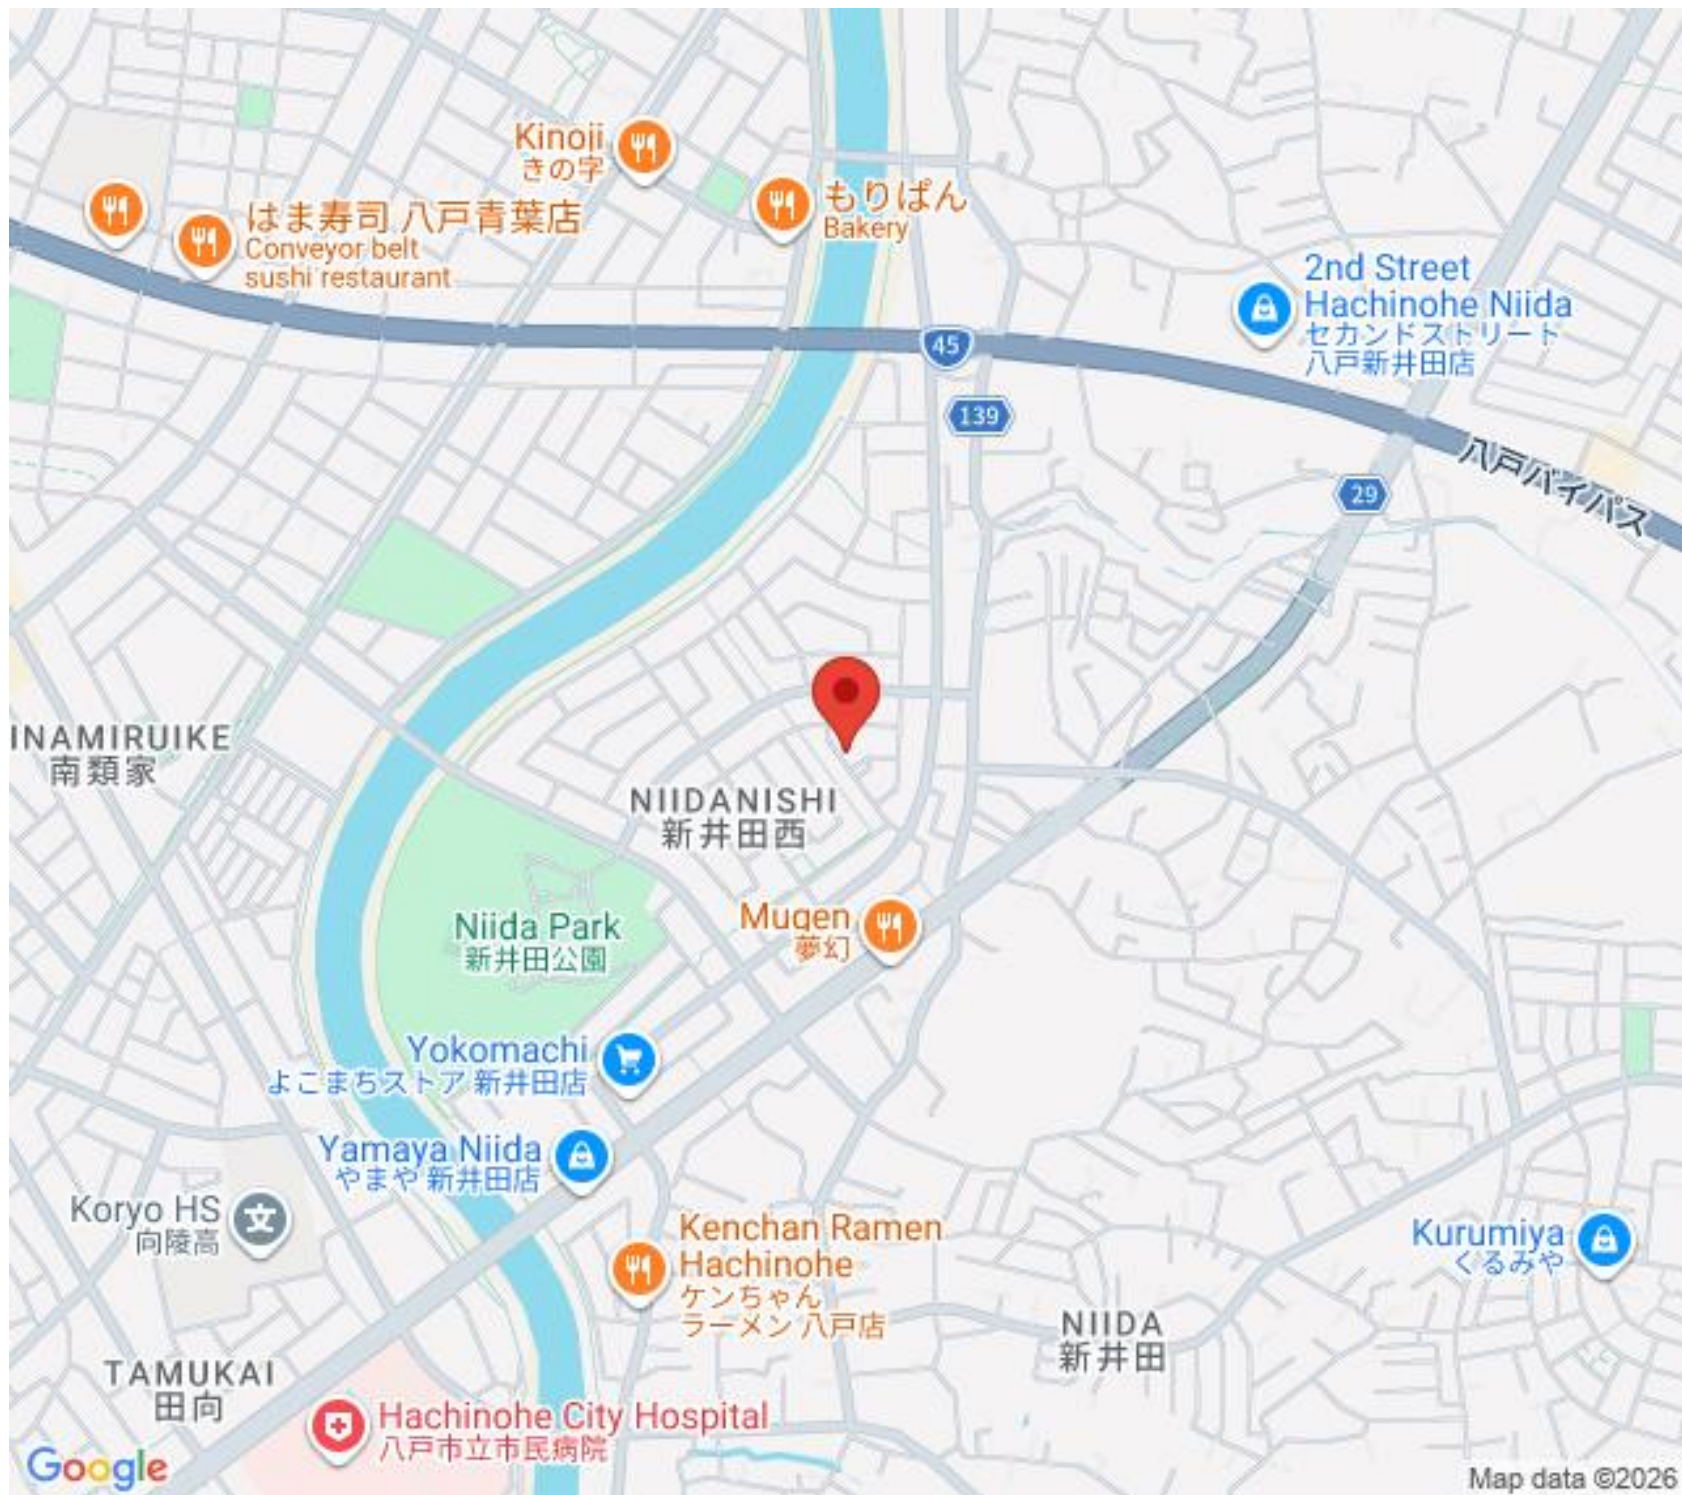 Kinoji
きの字
もりぱん
Bakery
はま寿司 八戸青葉店
Conveyor belt
sushi restaurant
2nd Street
Hachinohe Niida
セカンドストリート
八戸新井田店
45
139
八戸バイパス
29
INAMIRUIKE
南類家
NIIDANISHI
新井田西
Niida Park
新井田公園
Mugen
夢幻
Yokomachi
よこまちストア 新井田店
Yamaya Niida
やまや 新井田店
Koryo HS
向陵高
文
Kenchan Ramen
Hachinohe
ケンちゃん
ラーメン 八戸店
Kurumiya
くるみや
NIIDA
新井田
TAMUKAI
田向
Hachinohe City Hospital
八戸市立市民病院
Google
Map data ©2026